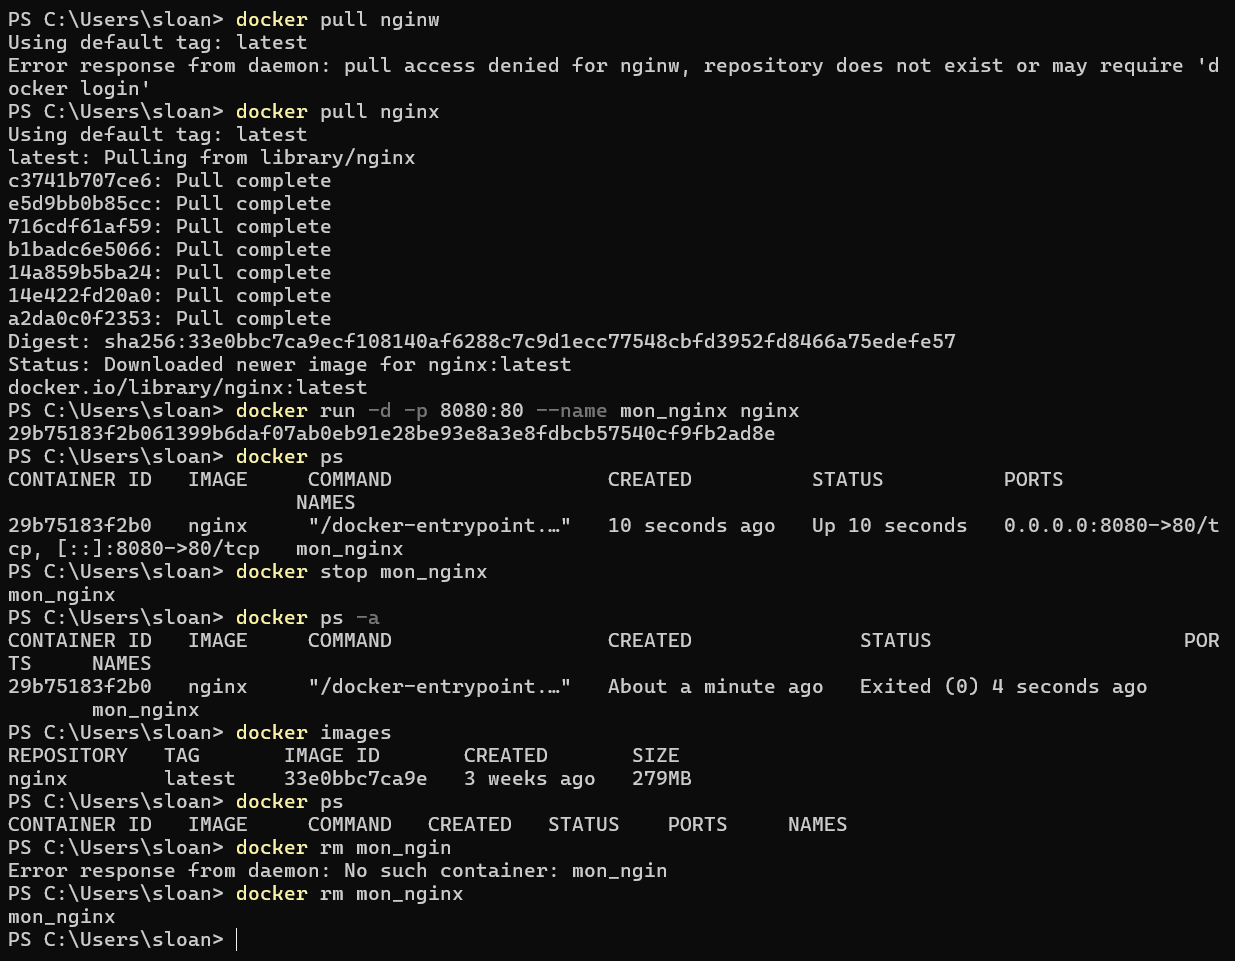 PS C:\Users\sloan> docker pull nginw
Using default tag: latest
Error response from daemon: pull access denied for nginw, repository does not exist or may require 'd
ocker login'
PS C:\Users\sloan> docker pull nginx
Using default tag: latest
latest: Pulling from library/nginx
c3741b707ce6: Pull complete
e5d9bb0b85cc: Pull complete
716cdf61af59: Pull complete
b1badc6e5066: Pull complete
14a859b5ba24: Pull complete
14e422fd20a0: Pull complete
a2da0c0f2353: Pull complete
Digest: sha256:33e0bbc7ca9ecf108140af6288c7c9d1ecc77548cbfd3952fd8466a75edefe57
Status: Downloaded newer image for nginx:latest
docker.io/library/nginx:latest
PS C:\Users\sloan> docker run -d -p 8080:80 --name mon_nginx nginx
29b75183f2b061399b6daf07ab0eb91e28be93e8a3e8fdbcb57540cf9fb2ad8e
PS C:\Users\sloan> docker ps
CONTAINER ID   IMAGE     COMMAND                  CREATED          STATUS          PORTS
                        NAMES
29b75183f2b0   nginx     "/docker-entrypoint.…"   10 seconds ago   Up 10 seconds   0.0.0.0:8080->80/t
cp, [::]:8080->80/tcp   mon_nginx
PS C:\Users\sloan> docker stop mon_nginx
mon_nginx
PS C:\Users\sloan> docker ps -a
CONTAINER ID   IMAGE     COMMAND                  CREATED              STATUS                     POR
TS     NAMES
29b75183f2b0   nginx     "/docker-entrypoint.…"   About a minute ago   Exited (0) 4 seconds ago
       mon_nginx
PS C:\Users\sloan> docker images
REPOSITORY   TAG       IMAGE ID       CREATED       SIZE
nginx        latest    33e0bbc7ca9e   3 weeks ago   279MB
PS C:\Users\sloan> docker ps
CONTAINER ID   IMAGE     COMMAND   CREATED   STATUS    PORTS     NAMES
PS C:\Users\sloan> docker rm mon_ngin
Error response from daemon: No such container: mon_ngin
PS C:\Users\sloan> docker rm mon_nginx
mon_nginx
PS C:\Users\sloan>